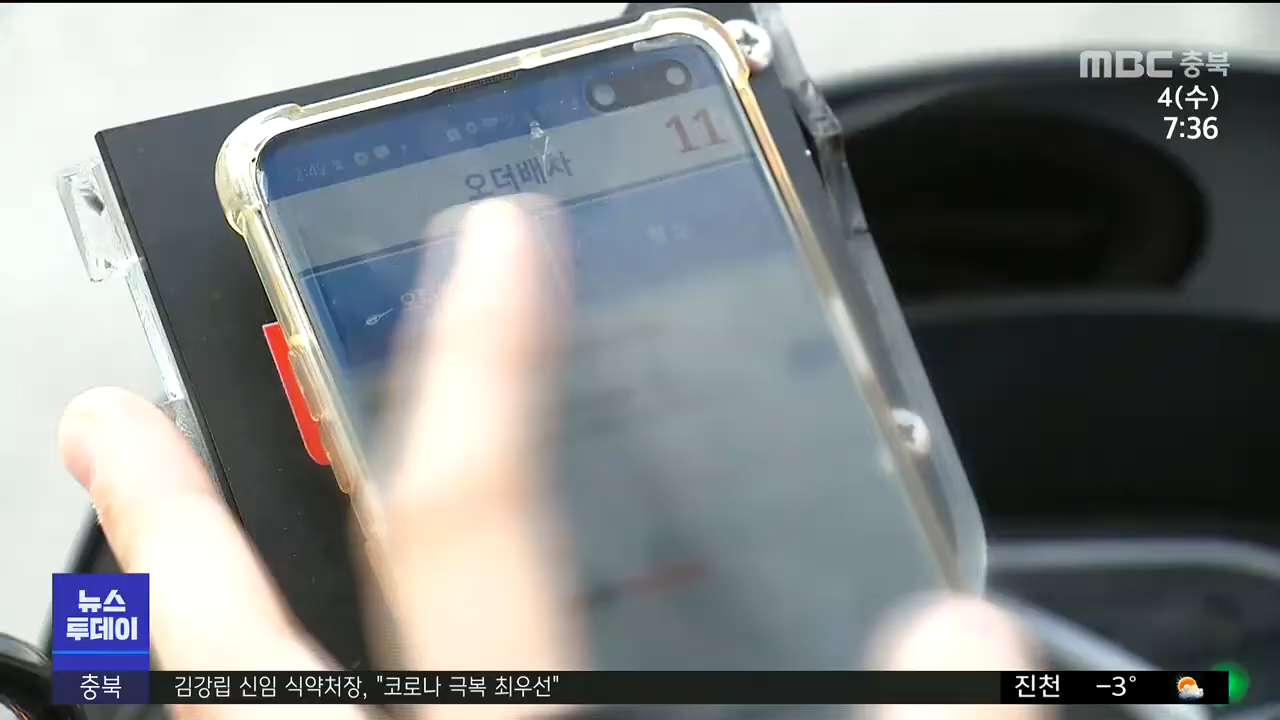 MBC 충북
4(수)
7:36
11
오더배사
뉴스
투데이
충북
김강립 신임 식약처장, "코로나 극복 최우선"
진천 -3°